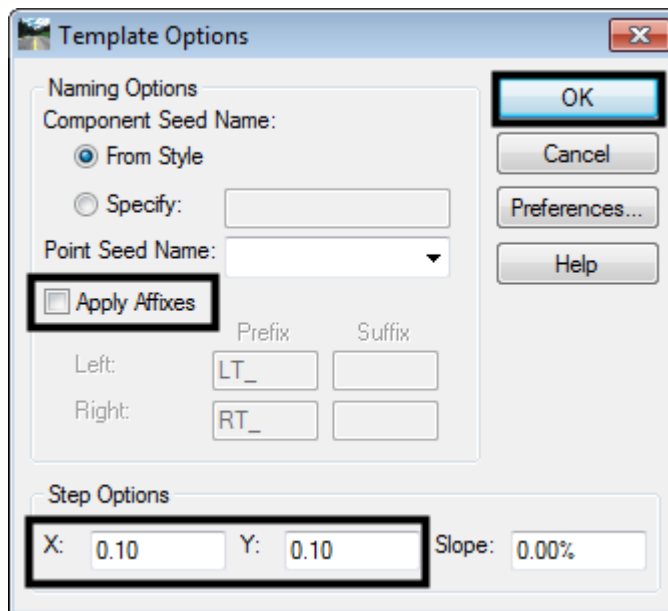 Template Options
Naming Options
Component Seed Name:
From Style
Specify:
Point Seed Name:
Apply Affixes
Prefix Suffix
Left: LT_
Right: RT_
OK
Cancel
Preferences...
Help
Step Options
X: 0.10 Y: 0.10 Slope: 0.00%